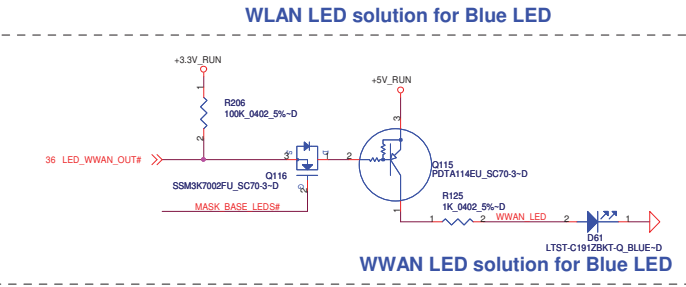 WLAN LED solution for Blue LED
+3.3V_RUN
1
R206
100K_0402_5%~D
2
+5V_RUN
3
36 LED_WWAN_OUT#
3
1
2
Q115
PDTA114EU_SC70-3~D
Q116
SSM3K7002FU_SC70-3~D
2
MASK_BASE_LEDS#
1
R125
1K_0402_5%~D
1
2
WWAN_LED
2
1
D61
LTST-C191ZBKT-Q_BLUE~D
WWAN LED solution for Blue LED